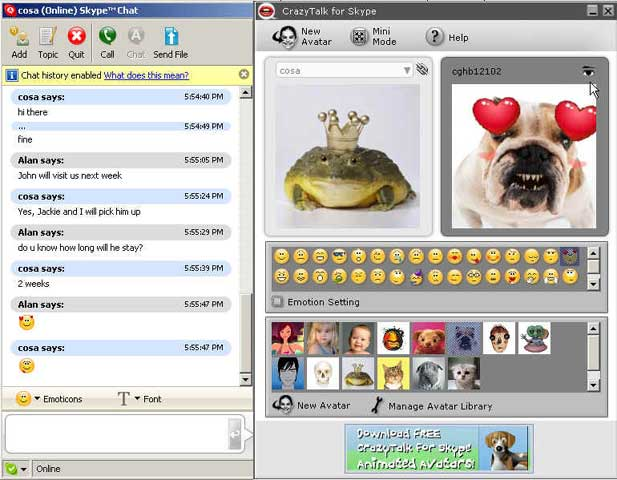 cosa (Online) Skype™ Chat
Add
Topic
Quit
Call
Chat
Send File
Chat history enabled What does this mean?
cosa says: 5:54:40 PM
hi there
... 5:54:49 PM
fine
Alan says: 5:55:05 PM
John will visit us next week
cosa says: 5:55:24 PM
Yes, Jackie and I will pick him up
Alan says: 5:55:29 PM
do u know how long will he stay?
cosa says: 5:55:39 PM
2 weeks
Alan says: 5:55:47 PM
cosa says: 5:55:47 PM
Emoticons
Font
Online
CrazyTalk for Skype
New Avatar
Mini Mode
Help
cosa
cghb12102
Emotion Setting
New Avatar
Manage Avatar Library
Download FREE
CrazyTalk For Skype
Animated Avatars!